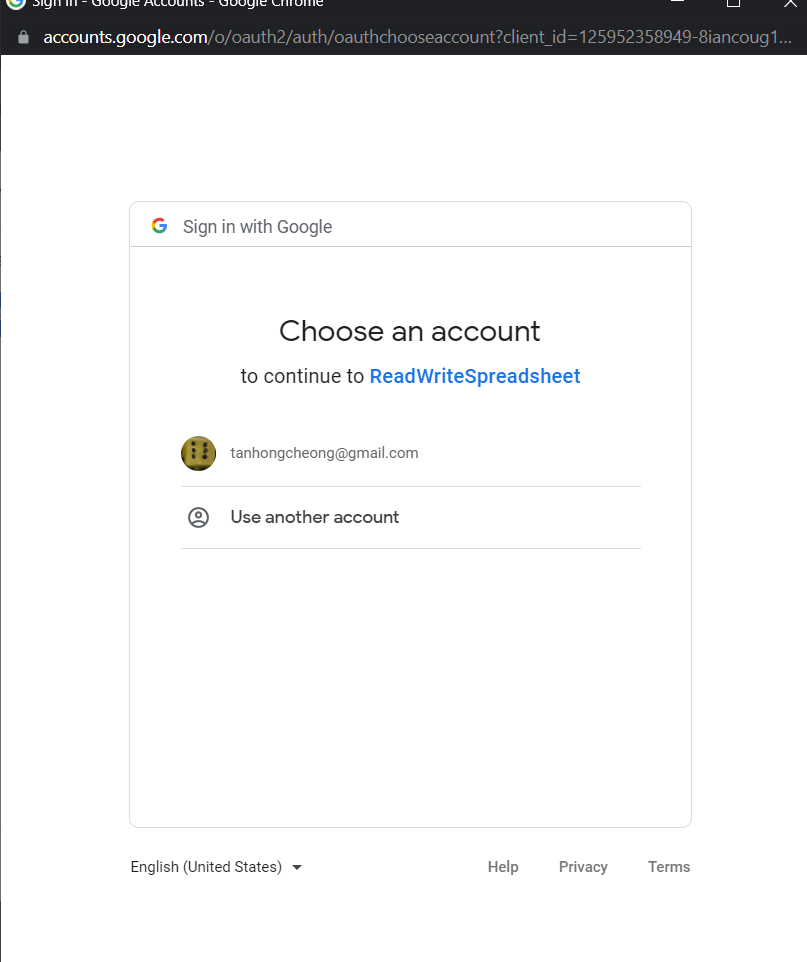 Sign in - Google Accounts - Google Chrome
accounts.google.com/o/oauth2/auth/oauthchooseaccount?client_id=125952358949-8iancoug1...
Sign in with Google
Choose an account
to continue to ReadWriteSpreadsheet
tanhongcheong@gmail.com
Use another account
English (United States)
Help Privacy Terms